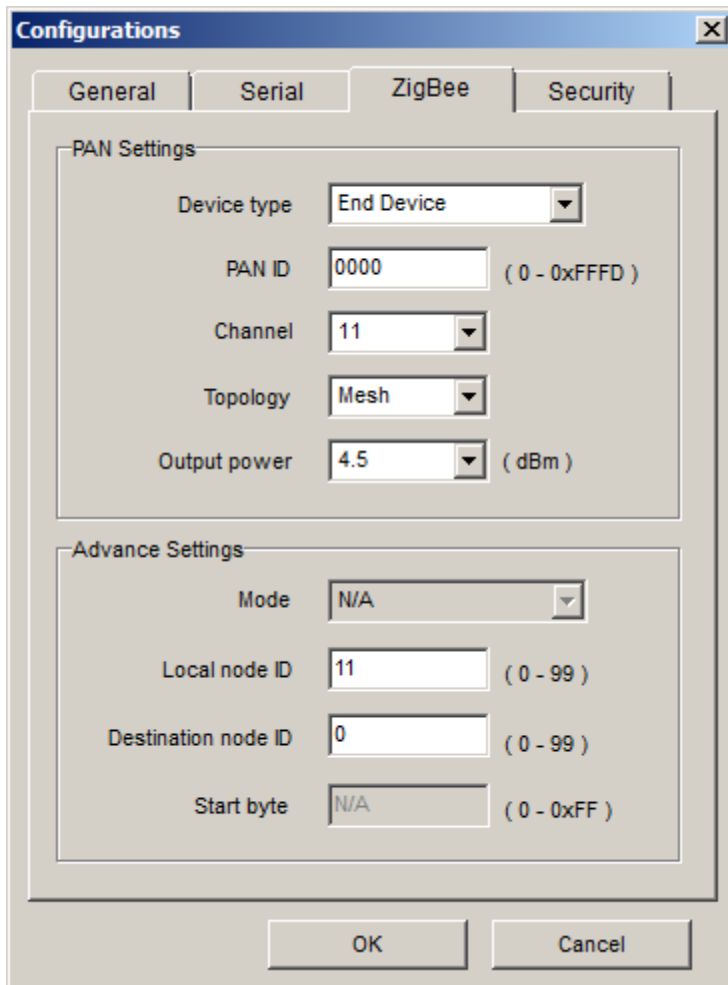 Configurations
General Serial ZigBee Security
PAN Settings
Device type End Device
PAN ID 0000 ( 0 - 0xFFFD )
Channel 11
Topology Mesh
Output power 4.5 ( dBm )
Advance Settings
Mode N/A
Local node ID 11 ( 0 - 99 )
Destination node ID 0 ( 0 - 99 )
Start byte N/A ( 0 - 0xFF )
OK Cancel